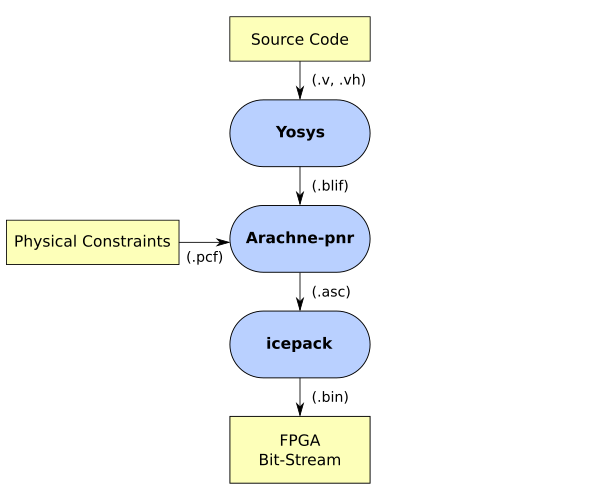 Source Code
(.v, .vh)
Yosys
(.blif)
Physical Constraints
(.pcf)
Arachne-pnr
(.asc)
icepack
(.bin)
FPGA
Bit-Stream